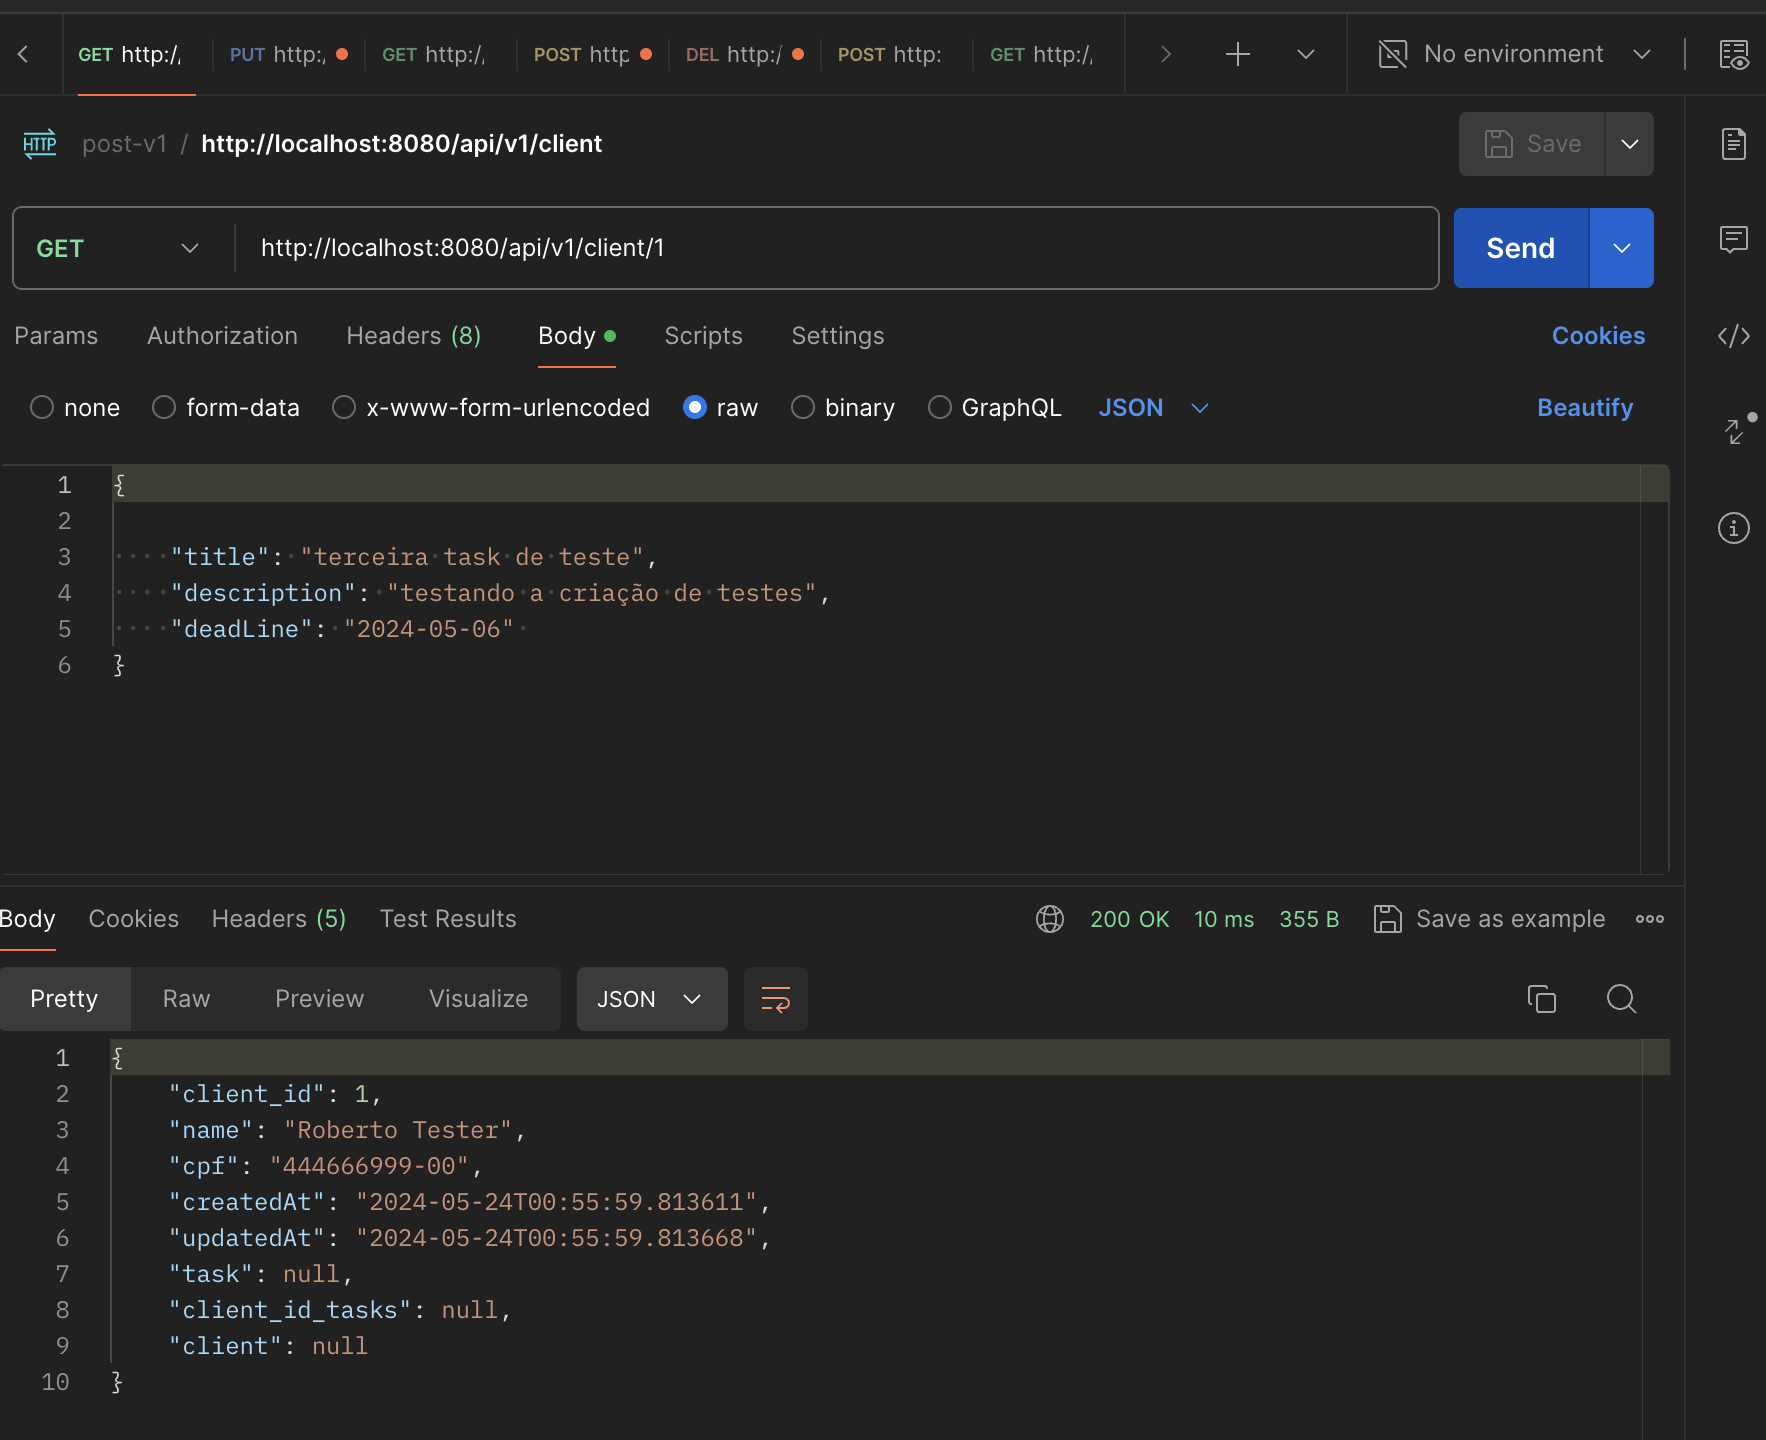 GET http:/, PUT http:, GET http:/, POST http DEL http:/ POST http: GET http:/, No environment
HTTP post-v1 / http://localhost:8080/api/v1/client Save
GET http://localhost:8080/api/v1/client/1 Send
Params Authorization Headers (8) Body Scripts Settings Cookies
none form-data x-www-form-urlencoded raw binary GraphQL JSON Beautify
1 {
2
3 "title": "terceira task de teste",
4 "description": "testando a criação de testes",
5 "deadLine": "2024-05-06"
6 }
Body Cookies Headers (5) Test Results 200 OK 10 ms 355 B Save as example
Pretty Raw Preview Visualize JSON
1 {
2 "client_id": 1,
3 "name": "Roberto Tester",
4 "cpf": "444666999-00",
5 "createdAt": "2024-05-24T00:55:59.813611",
6 "updatedAt": "2024-05-24T00:55:59.813668",
7 "task": null,
8 "client_id_tasks": null,
9 "client": null
10 }